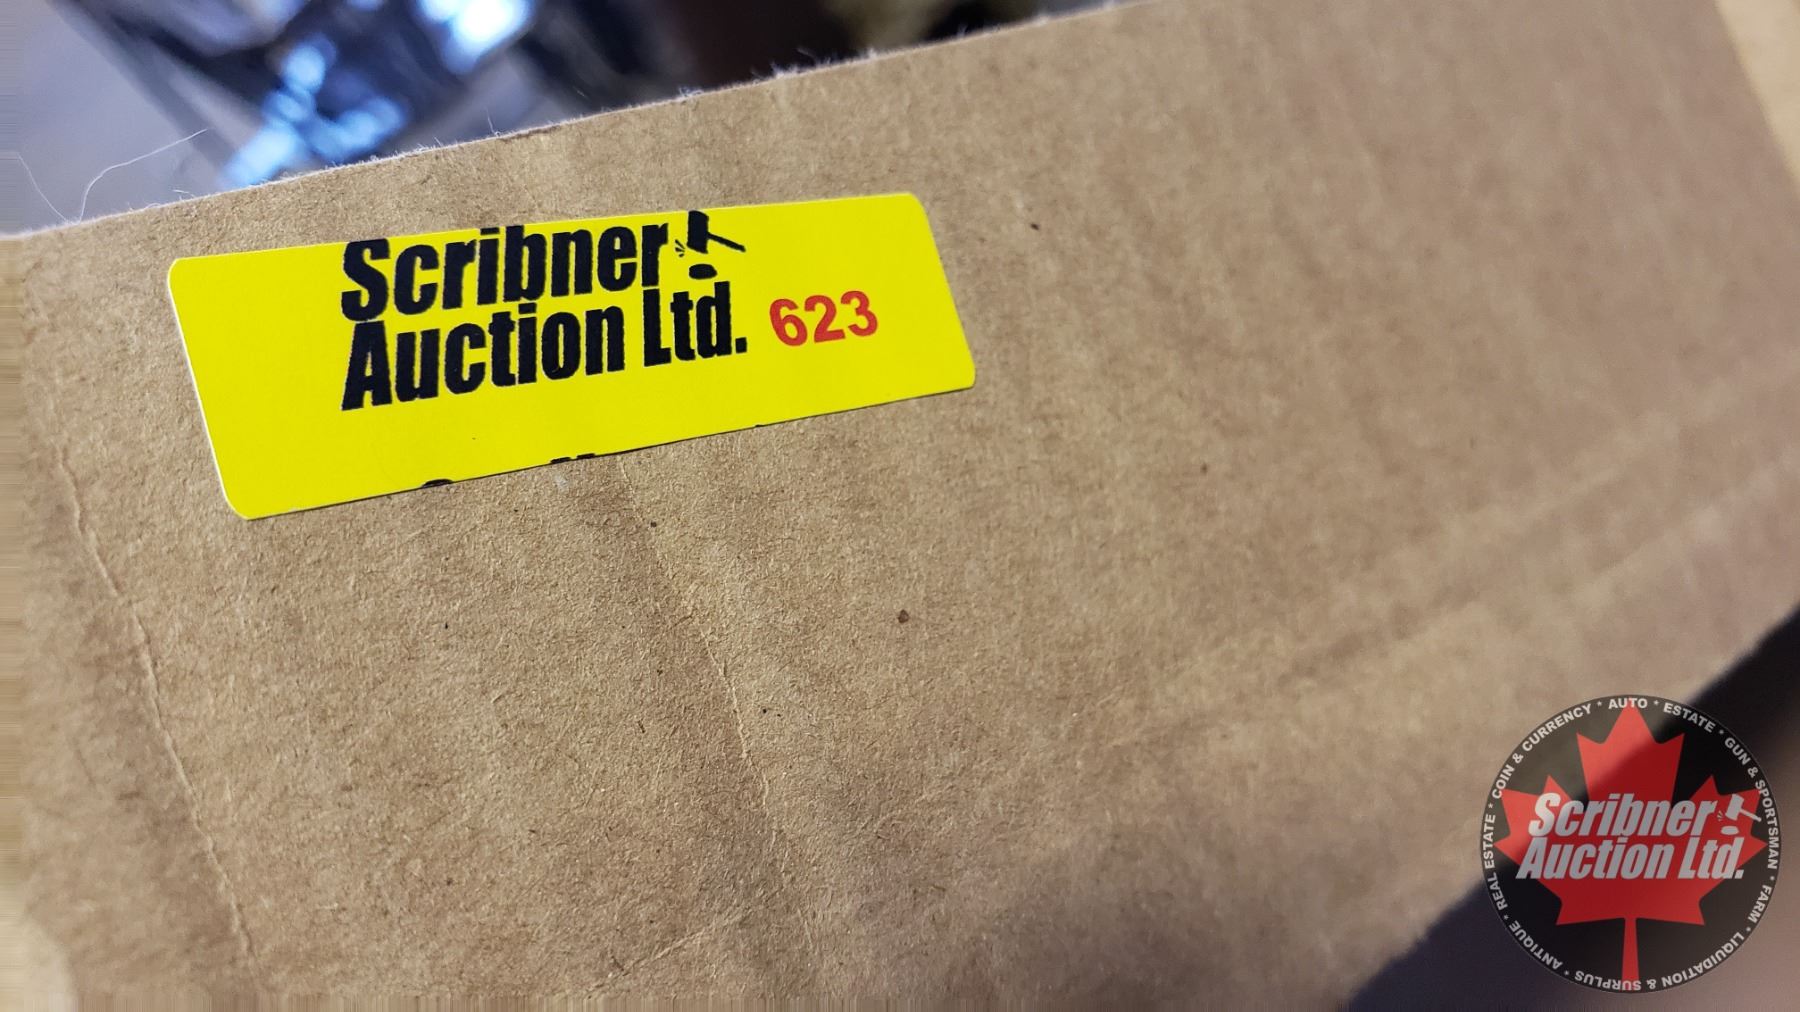 Scribner
Auction Ltd. 623
COIN & CURRENCY * AUTO * ESTATE * GUN & SPORTSMAN * FARM * LIQUIDATION & SURPLUS * ANTIQUE * REAL ESTATE *
Scribner
Auction Ltd.